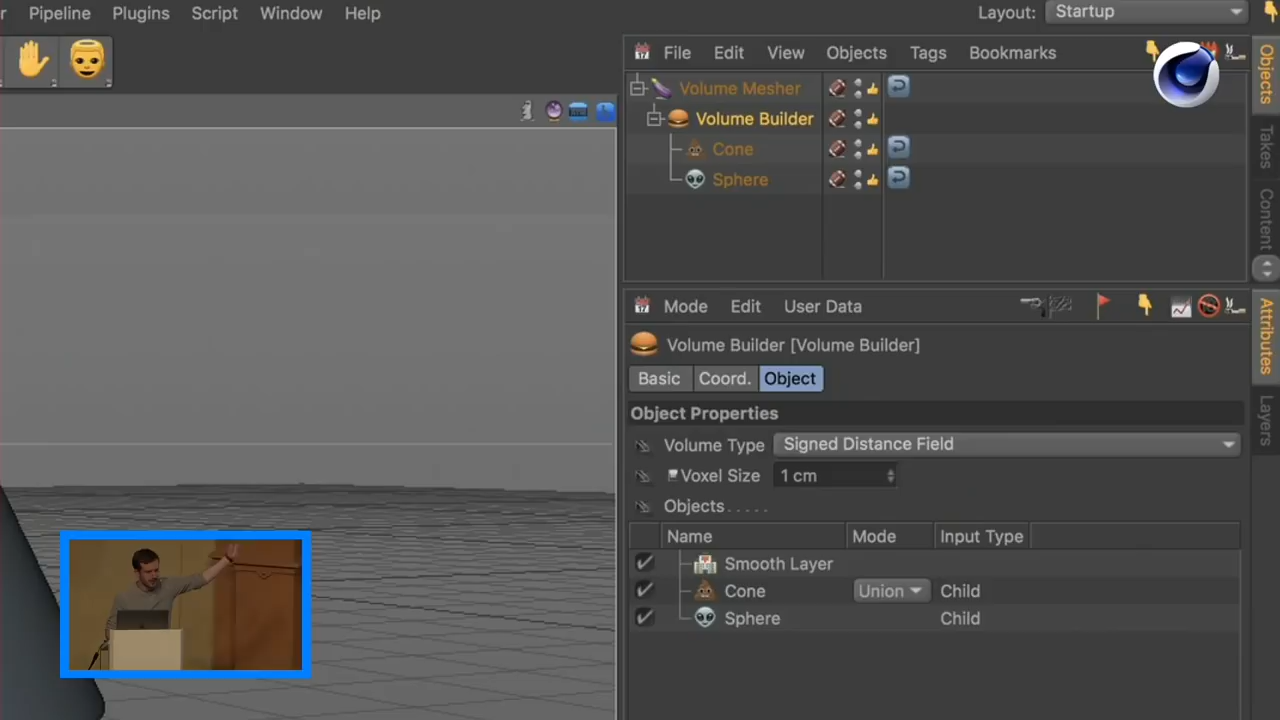 Pipeline Plugins Script Window Help
Layout: Startup
File Edit View Objects Tags Bookmarks
Volume Mesher
Volume Builder
Cone
Sphere
Objects
Takes
Content
17 Mode Edit User Data
Volume Builder [Volume Builder]
Basic Coord. Object
Object Properties
Volume Type Signed Distance Field
Voxel Size 1 cm
Objects . . . . .
Name Mode Input Type
Smooth Layer
Cone Union Child
Sphere Child
Attributes
Layers